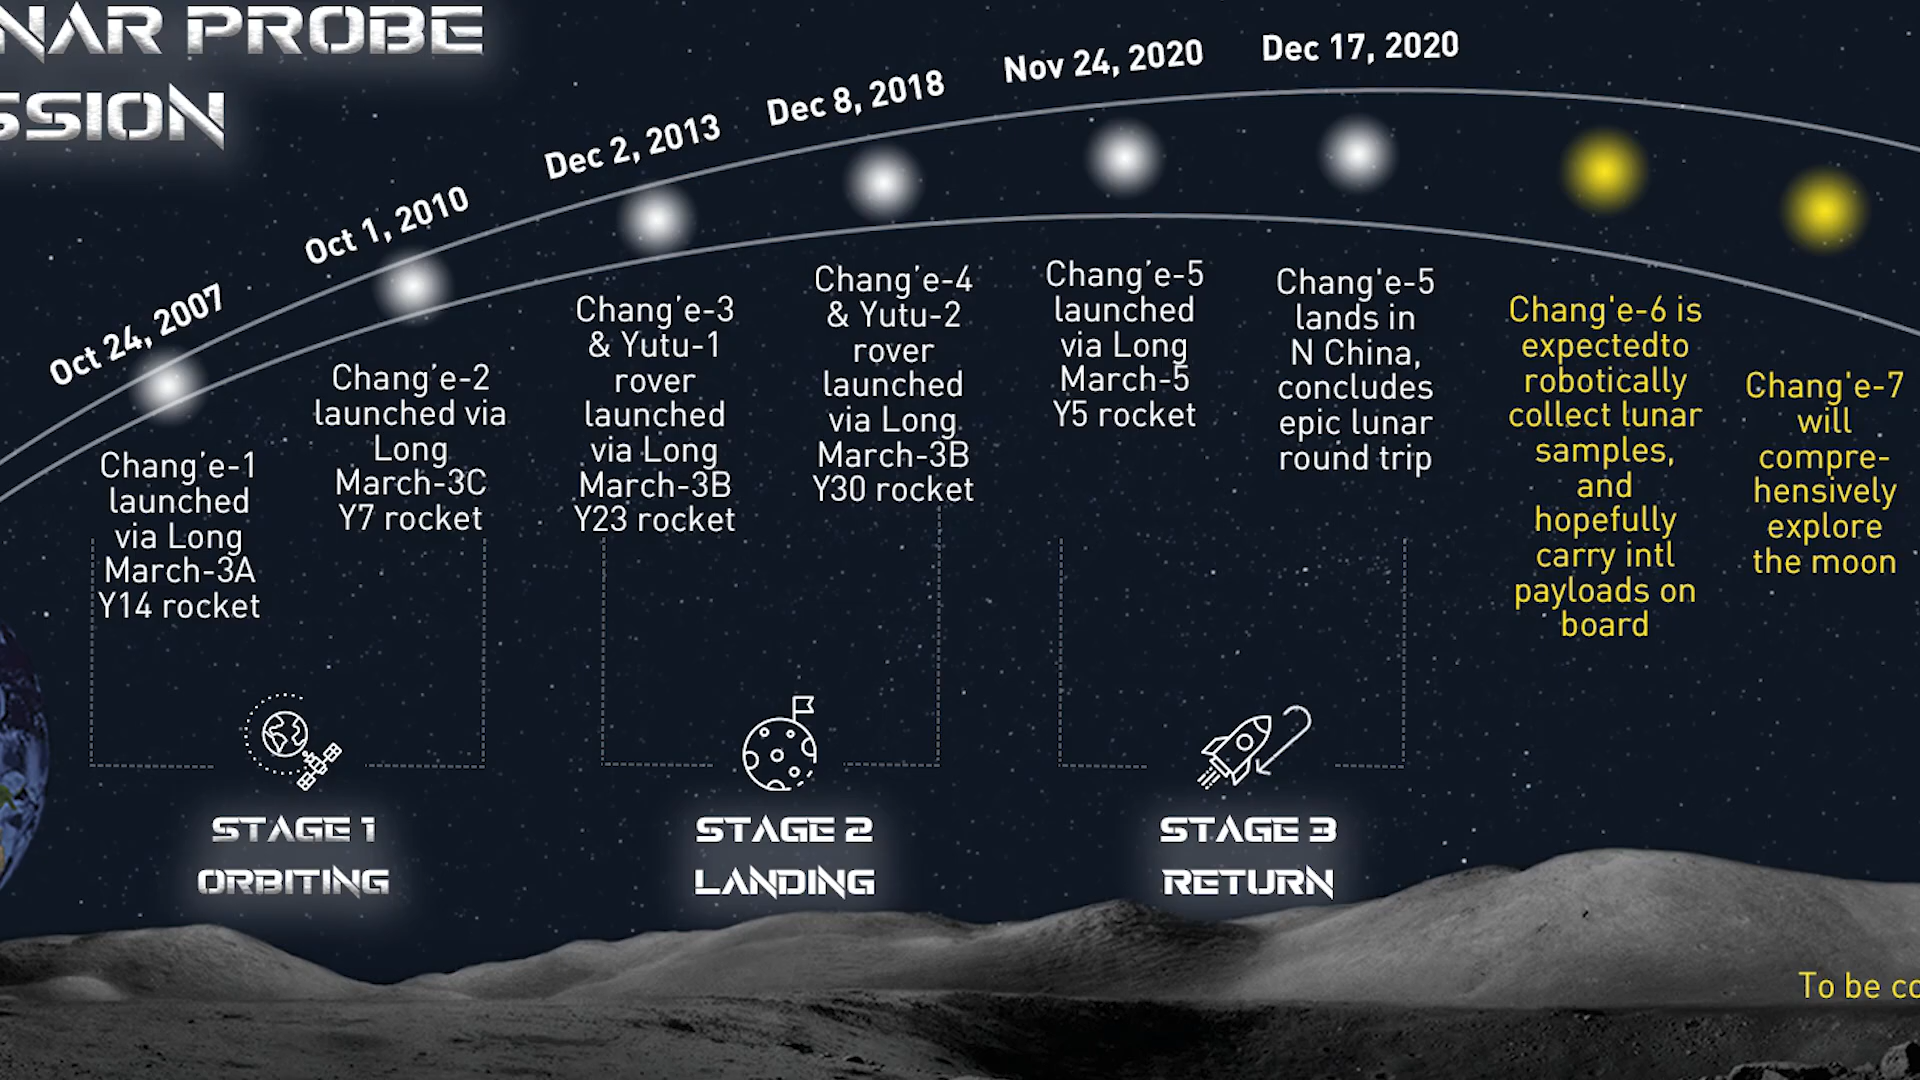 NAR PROBE
SSION
Oct 24, 2007
Chang’e-1
launched
via Long
March-3A
Y14 rocket
Oct 1, 2010
Chang’e-2
launched via
Long
March-3C
Y7 rocket
Dec 2, 2013
Chang’e-3
& Yutu-1
rover
launched
via Long
March-3B
Y23 rocket
Dec 8, 2018
Chang’e-4
& Yutu-2
rover
launched
via Long
March-3B
Y30 rocket
Nov 24, 2020
Chang’e-5
launched
via Long
March-5
Y5 rocket
Dec 17, 2020
Chang'e-5
lands in
N China,
concludes
epic lunar
round trip
Chang'e-6 is
expectedto
robotically
collect lunar
samples,
and
hopefully
carry intl
payloads on
board
Chang'e-7
will
compre-
hensively
explore
the moon
STAGE 1
ORBITING
STAGE 2
LANDING
STAGE 3
RETURN
To be co